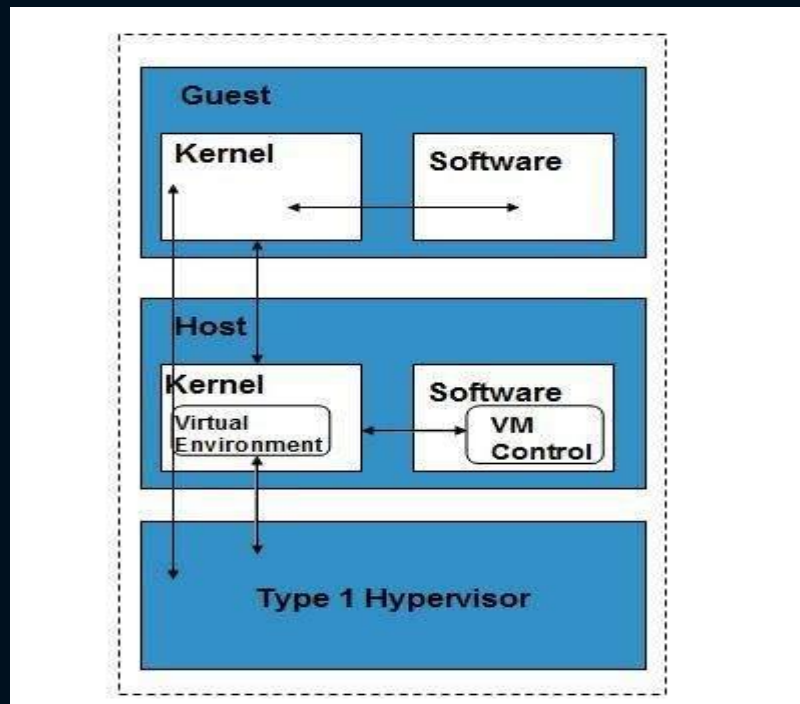 Guest
Kernel
Software
Host
Kernel
Virtual
Environment
Software
VM
Control
Type 1 Hypervisor